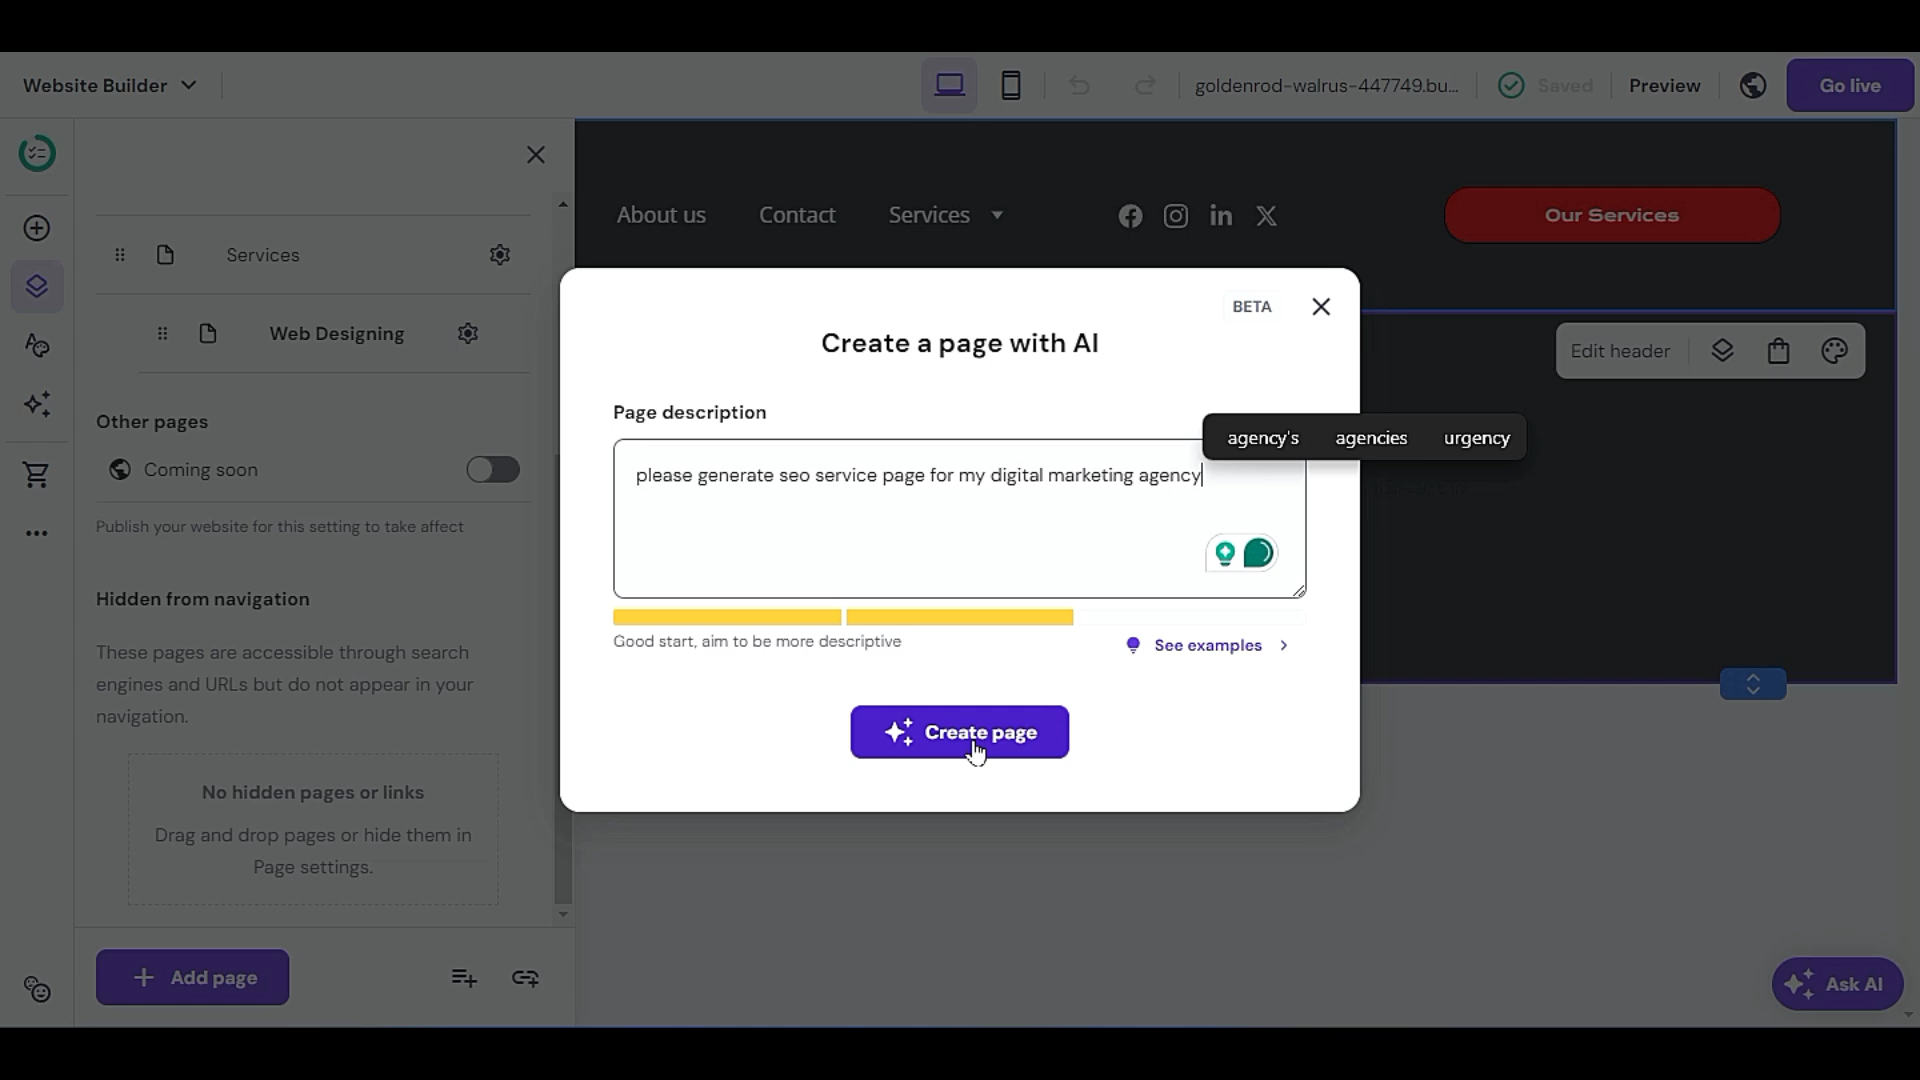 Website Builder
goldenrod-walrus-447749.bu...
Saved
Preview
Go live
About us
Contact
Services
Our Services
Services
Web Designing
Other pages
Coming soon
Publish your website for this setting to take affect
Hidden from navigation
These pages are accessible through search
engines and URLs but do not appear in your
navigation.
No hidden pages or links
Drag and drop pages or hide them in
Page settings.
Add page
Edit header
BETA
Create a page with AI
Page description
agency's agencies urgency
please generate seo service page for my digital marketing agency
Good start, aim to be more descriptive
See examples
Create page
Ask AI